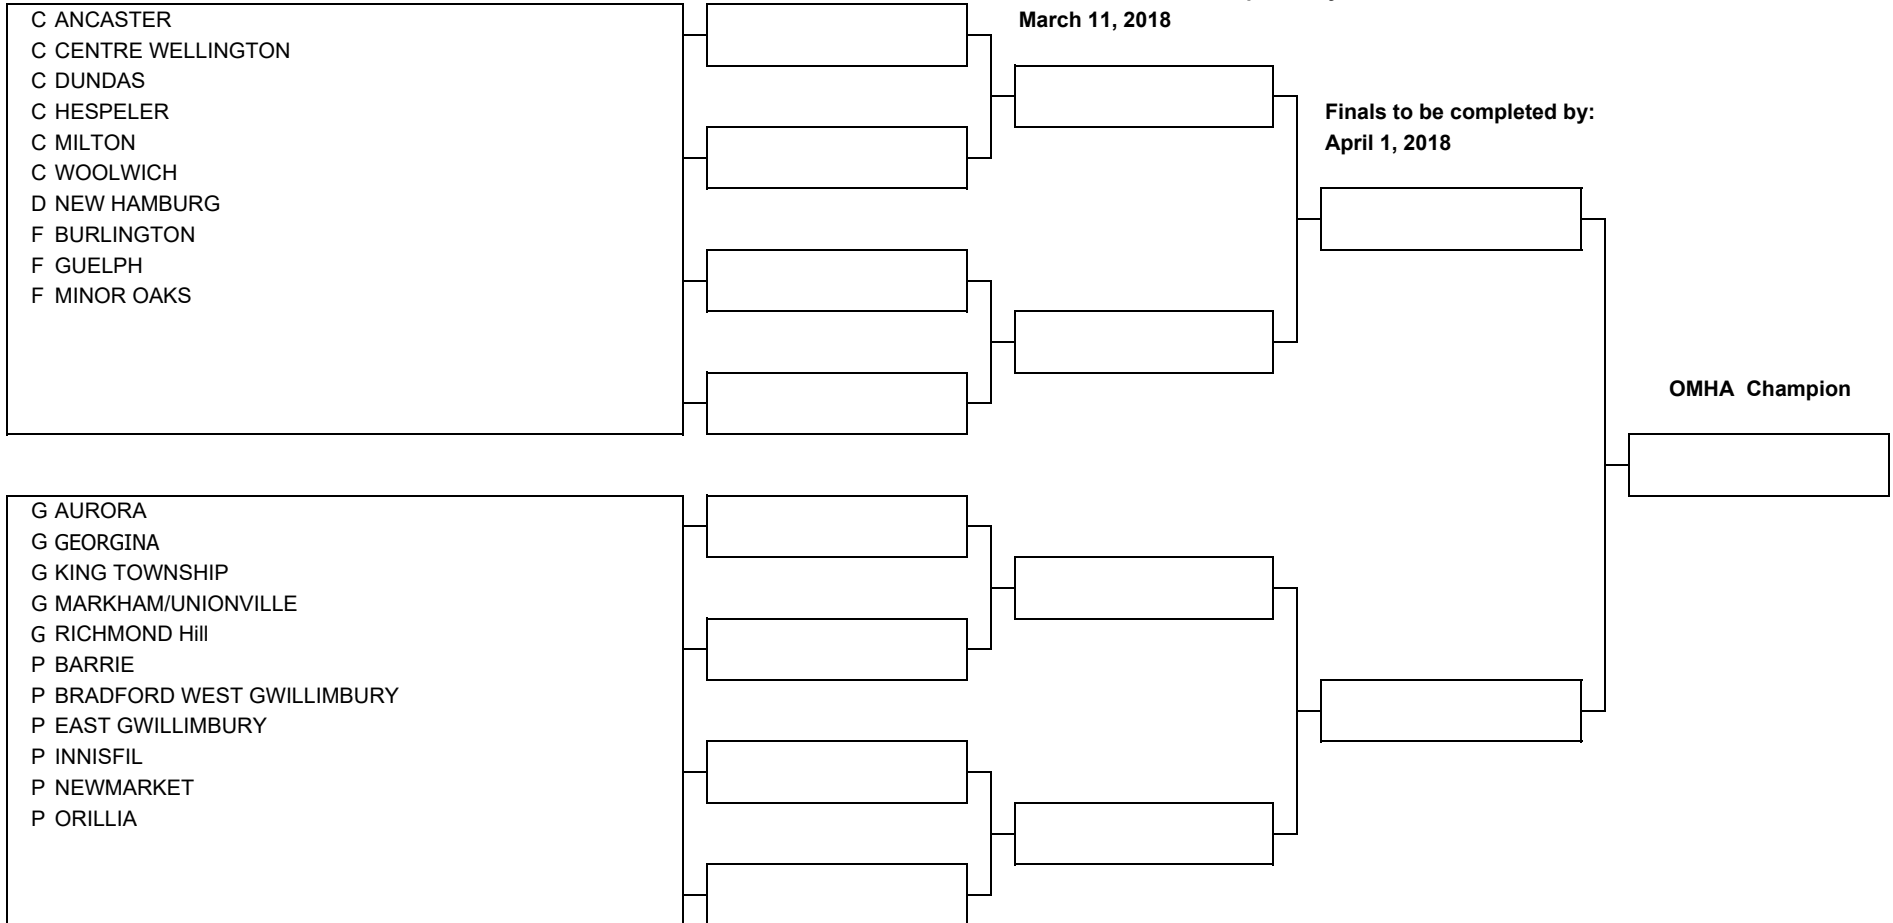 March 11, 2018
C ANCASTER
C CENTRE WELLINGTON
C DUNDAS
C HESPELER
C MILTON
C WOOLWICH
D NEW HAMBURG
F BURLINGTON
F GUELPH
F MINOR OAKS
Finals to be completed by:
April 1, 2018
OMHA Champion
G AURORA
G GEORGINA
G KING TOWNSHIP
G MARKHAM/UNIONVILLE
G RICHMOND Hill
P BARRIE
P BRADFORD WEST GWILLIMBURY
P EAST GWILLIMBURY
P INNISFIL
P NEWMARKET
P ORILLIA